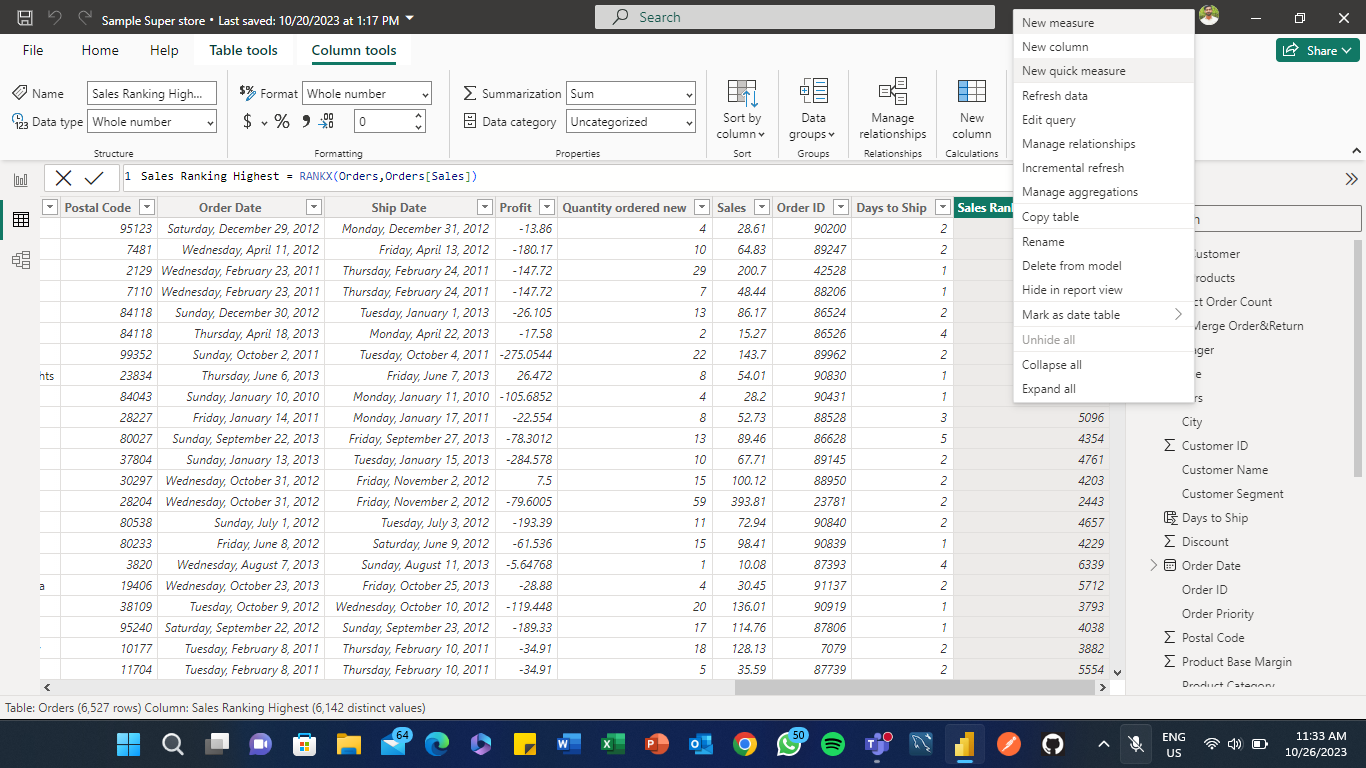 Sample Super store • Last saved: 10/20/2023 at 1:17 PM
Search
File Home Help Table tools Column tools
Share
Name Sales Ranking High...
Data type Whole number
Structure
Format Whole number
$ % 0
Formatting
Summarization Sum
Data category Uncategorized
Properties
Sort by column
Sort
Data groups
Groups
Manage relationships
Relationships
New column
Calculations
1 Sales Ranking Highest = RANKX(Orders,Orders[Sales])
New measure
New column
New quick measure
Refresh data
Edit query
Manage relationships
Incremental refresh
Manage aggregations
Copy table
Rename
Delete from model
Hide in report view
Mark as date table
Unhide all
Collapse all
Expand all
Postal Code Order Date Ship Date Profit Quantity ordered new Sales Order ID Days to Ship Sales Ran
95123 Saturday, December 29, 2012 Monday, December 31, 2012 -13.86 4 28.61 90200 2
7481 Wednesday, April 11, 2012 Friday, April 13, 2012 -180.17 10 64.83 89247 2
2129 Wednesday, February 23, 2011 Thursday, February 24, 2011 -147.72 29 200.7 42528 1
7110 Wednesday, February 23, 2011 Thursday, February 24, 2011 -147.72 7 48.44 88206 1
84118 Sunday, December 30, 2012 Tuesday, January 1, 2013 -26.105 13 86.17 86524 2
84118 Thursday, April 18, 2013 Monday, April 22, 2013 -17.58 2 15.27 86526 4
99352 Sunday, October 2, 2011 Tuesday, October 4, 2011 -275.0544 22 143.7 89962 2
hts 23834 Thursday, June 6, 2013 Friday, June 7, 2013 26.472 8 54.01 90830 1
84043 Sunday, January 10, 2010 Monday, January 11, 2010 -105.6852 4 28.2 90431 1
28227 Friday, January 14, 2011 Monday, January 17, 2011 -22.554 8 52.73 88528 3 5096
80027 Sunday, September 22, 2013 Friday, September 27, 2013 -78.3012 13 89.46 86628 5 4354
37804 Sunday, January 13, 2013 Tuesday, January 15, 2013 -284.578 10 67.71 89145 2 4761
30297 Wednesday, October 31, 2012 Friday, November 2, 2012 7.5 15 100.12 88950 2 4203
28204 Wednesday, October 31, 2012 Friday, November 2, 2012 -79.6005 59 393.81 23781 2 2443
80538 Sunday, July 1, 2012 Tuesday, July 3, 2012 -193.39 11 72.94 90840 2 4657
80233 Friday, June 8, 2012 Saturday, June 9, 2012 -61.536 15 98.41 90839 1 4229
3820 Wednesday, August 7, 2013 Sunday, August 11, 2013 -5.64768 1 10.08 87393 4 6339
a 19406 Wednesday, October 23, 2013 Friday, October 25, 2013 -28.88 4 30.45 91137 2 5712
38109 Tuesday, October 9, 2012 Wednesday, October 10, 2012 -119.448 20 136.01 90919 1 3793
95240 Saturday, September 22, 2012 Sunday, September 23, 2012 -189.33 17 114.76 87806 1 4038
10177 Tuesday, February 8, 2011 Thursday, February 10, 2011 -34.91 18 128.13 7079 2 3882
11704 Tuesday, February 8, 2011 Thursday, February 10, 2011 -34.91 5 35.59 87739 2 5554
ustomer
roducts
ct Order Count
Merge Order&Return
ager
e
rs
City
Customer ID
Customer Name
Customer Segment
Days to Ship
Discount
Order Date
Order ID
Order Priority
Postal Code
Product Base Margin
Product Category
Table: Orders (6,527 rows) Column: Sales Ranking Highest (6,142 distinct values)
64
50
ENG
US
11:33 AM
10/26/2023